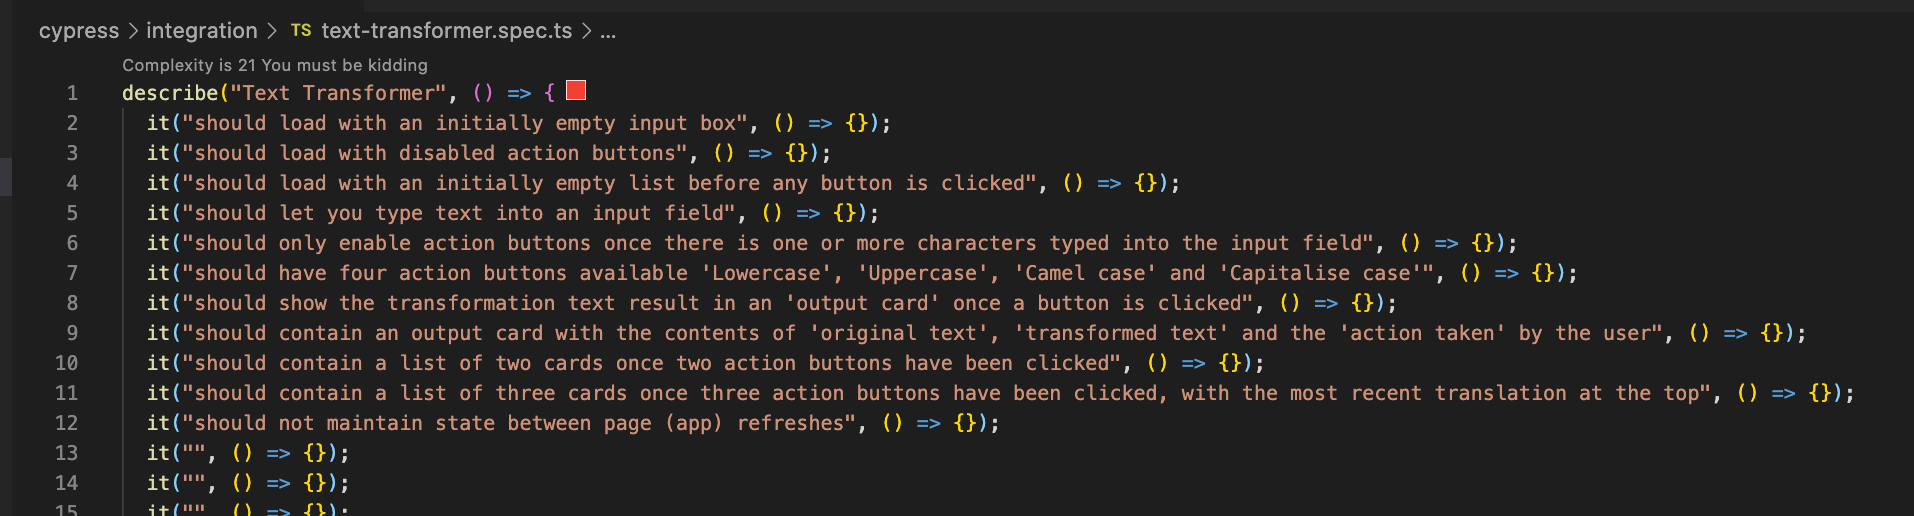 cypress > integration > TS text-transformer.spec.ts > ...
Complexity is 21 You must be kidding
1 describe("Text Transformer", () => {
2 it("should load with an initially empty input box", () => {});
3 it("should load with disabled action buttons", () => {});
4 it("should load with an initially empty list before any button is clicked", () => {});
5 it("should let you type text into an input field", () => {});
6 it("should only enable action buttons once there is one or more characters typed into the input field", () => {});
7 it("should have four action buttons available 'Lowercase', 'Uppercase', 'Camel case' and 'Capitalise case'", () => {});
8 it("should show the transformation text result in an 'output card' once a button is clicked", () => {});
9 it("should contain an output card with the contents of 'original text', 'transformed text' and the 'action taken' by the user", () => {});
10 it("should contain a list of two cards once two action buttons have been clicked", () => {});
11 it("should contain a list of three cards once three action buttons have been clicked, with the most recent translation at the top", () => {});
12 it("should not maintain state between page (app) refreshes", () => {});
13 it("", () => {});
14 it("", () => {});
15 it("", () => {});